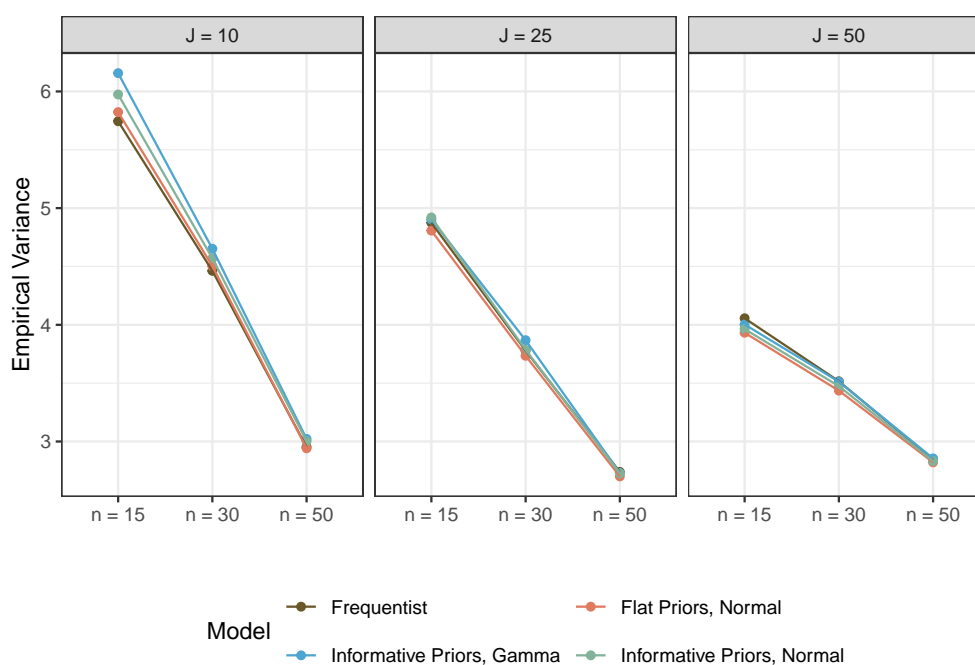 J = 10
J = 25
J = 50
Empirical Variance
6
5
4
3
n = 15
n = 30
n = 50
n = 15
n = 30
n = 50
n = 15
n = 30
n = 50
Model
Frequentist
Flat Priors, Normal
Informative Priors, Gamma
Informative Priors, Normal